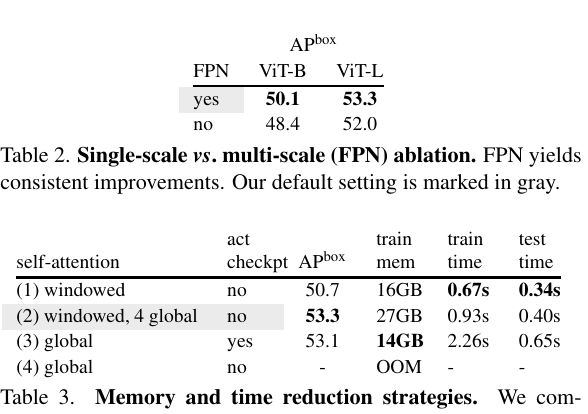 APbox
FPN ViT-B ViT-L
yes 50.1 53.3
no 48.4 52.0
Table 2. Single-scale vs. multi-scale (FPN) ablation. FPN yields
consistent improvements. Our default setting is marked in gray.
act train train test
self-attention checkpt APbox mem time time
(1) windowed no 50.7 16GB 0.67s 0.34s
(2) windowed, 4 global no 53.3 27GB 0.93s 0.40s
(3) global yes 53.1 14GB 2.26s 0.65s
(4) global no - OOM - -
Table 3. Memory and time reduction strategies. We com-